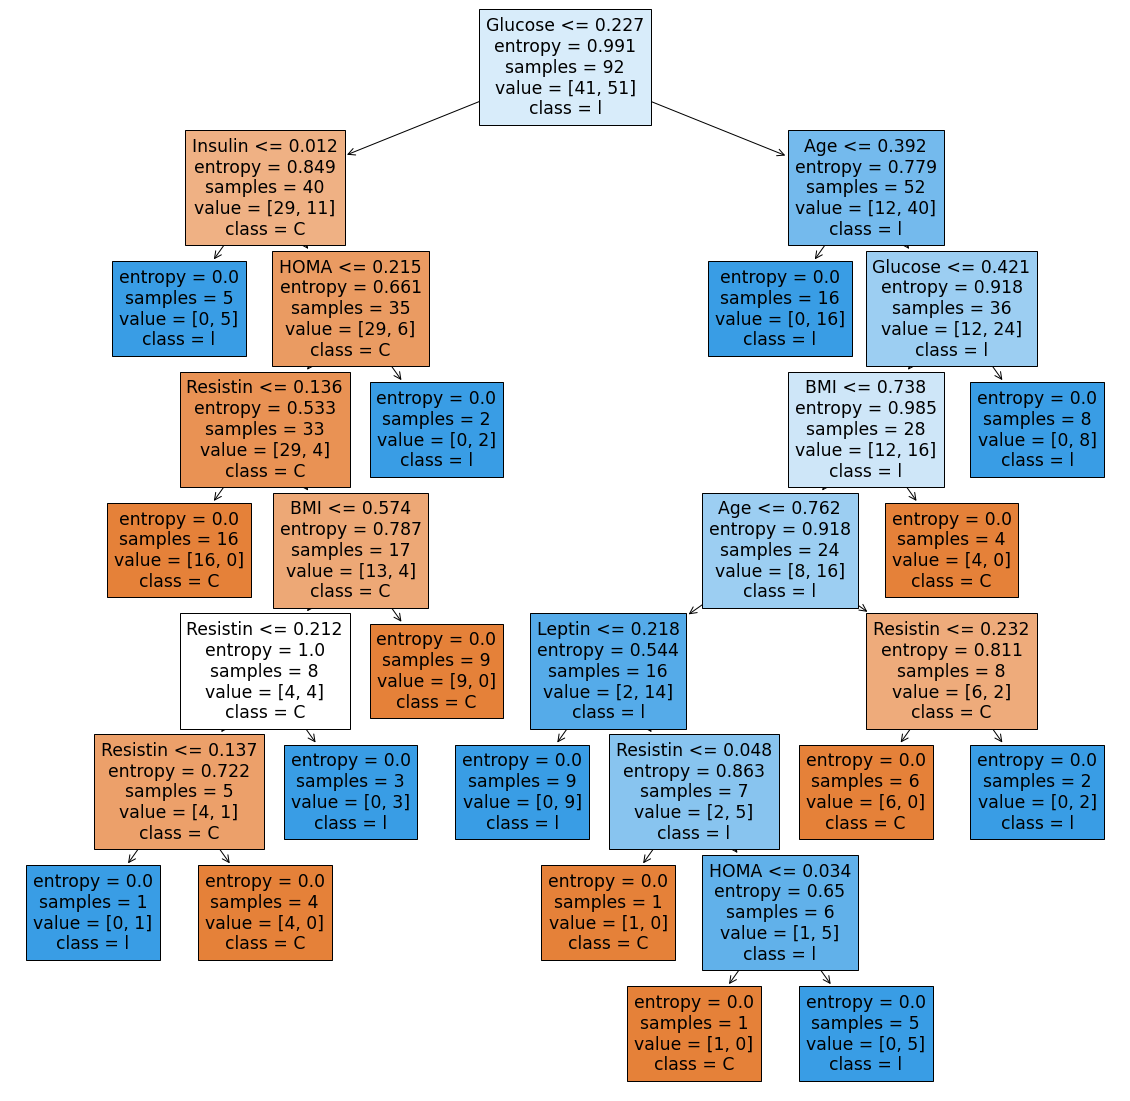 Glucose <= 0.227
entropy = 0.991
samples = 92
value = [41, 51]
class = l
Insulin <= 0.012
entropy = 0.849
samples = 40
value = [29, 11]
class = C
Age <= 0.392
entropy = 0.779
samples = 52
value = [12, 40]
class = l
entropy = 0.0
samples = 5
value = [0, 5]
class = l
HOMA <= 0.215
entropy = 0.661
samples = 35
value = [29, 6]
class = C
entropy = 0.0
samples = 16
value = [0, 16]
class = l
Glucose <= 0.421
entropy = 0.918
samples = 36
value = [12, 24]
class = l
Resistin <= 0.136
entropy = 0.533
samples = 33
value = [29, 4]
class = C
entropy = 0.0
samples = 2
value = [0, 2]
class = l
BMI <= 0.738
entropy = 0.985
samples = 28
value = [12, 16]
class = l
entropy = 0.0
samples = 8
value = [0, 8]
class = l
entropy = 0.0
samples = 16
value = [16, 0]
class = C
BMI <= 0.574
entropy = 0.787
samples = 17
value = [13, 4]
class = C
Age <= 0.762
entropy = 0.918
samples = 24
value = [8, 16]
class = l
entropy = 0.0
samples = 4
value = [4, 0]
class = C
Resistin <= 0.212
entropy = 1.0
samples = 8
value = [4, 4]
class = C
entropy = 0.0
samples = 9
value = [9, 0]
class = C
Leptin <= 0.218
entropy = 0.544
samples = 16
value = [2, 14]
class = l
Resistin <= 0.232
entropy = 0.811
samples = 8
value = [6, 2]
class = C
Resistin <= 0.137
entropy = 0.722
samples = 5
value = [4, 1]
class = C
entropy = 0.0
samples = 3
value = [0, 3]
class = l
entropy = 0.0
samples = 9
value = [0, 9]
class = l
Resistin <= 0.048
entropy = 0.863
samples = 7
value = [2, 5]
class = l
entropy = 0.0
samples = 6
value = [6, 0]
class = C
entropy = 0.0
samples = 2
value = [0, 2]
class = l
entropy = 0.0
samples = 1
value = [0, 1]
class = l
entropy = 0.0
samples = 4
value = [4, 0]
class = C
entropy = 0.0
samples = 1
value = [1, 0]
class = C
HOMA <= 0.034
entropy = 0.65
samples = 6
value = [1, 5]
class = l
entropy = 0.0
samples = 1
value = [1, 0]
class = C
entropy = 0.0
samples = 5
value = [0, 5]
class = l